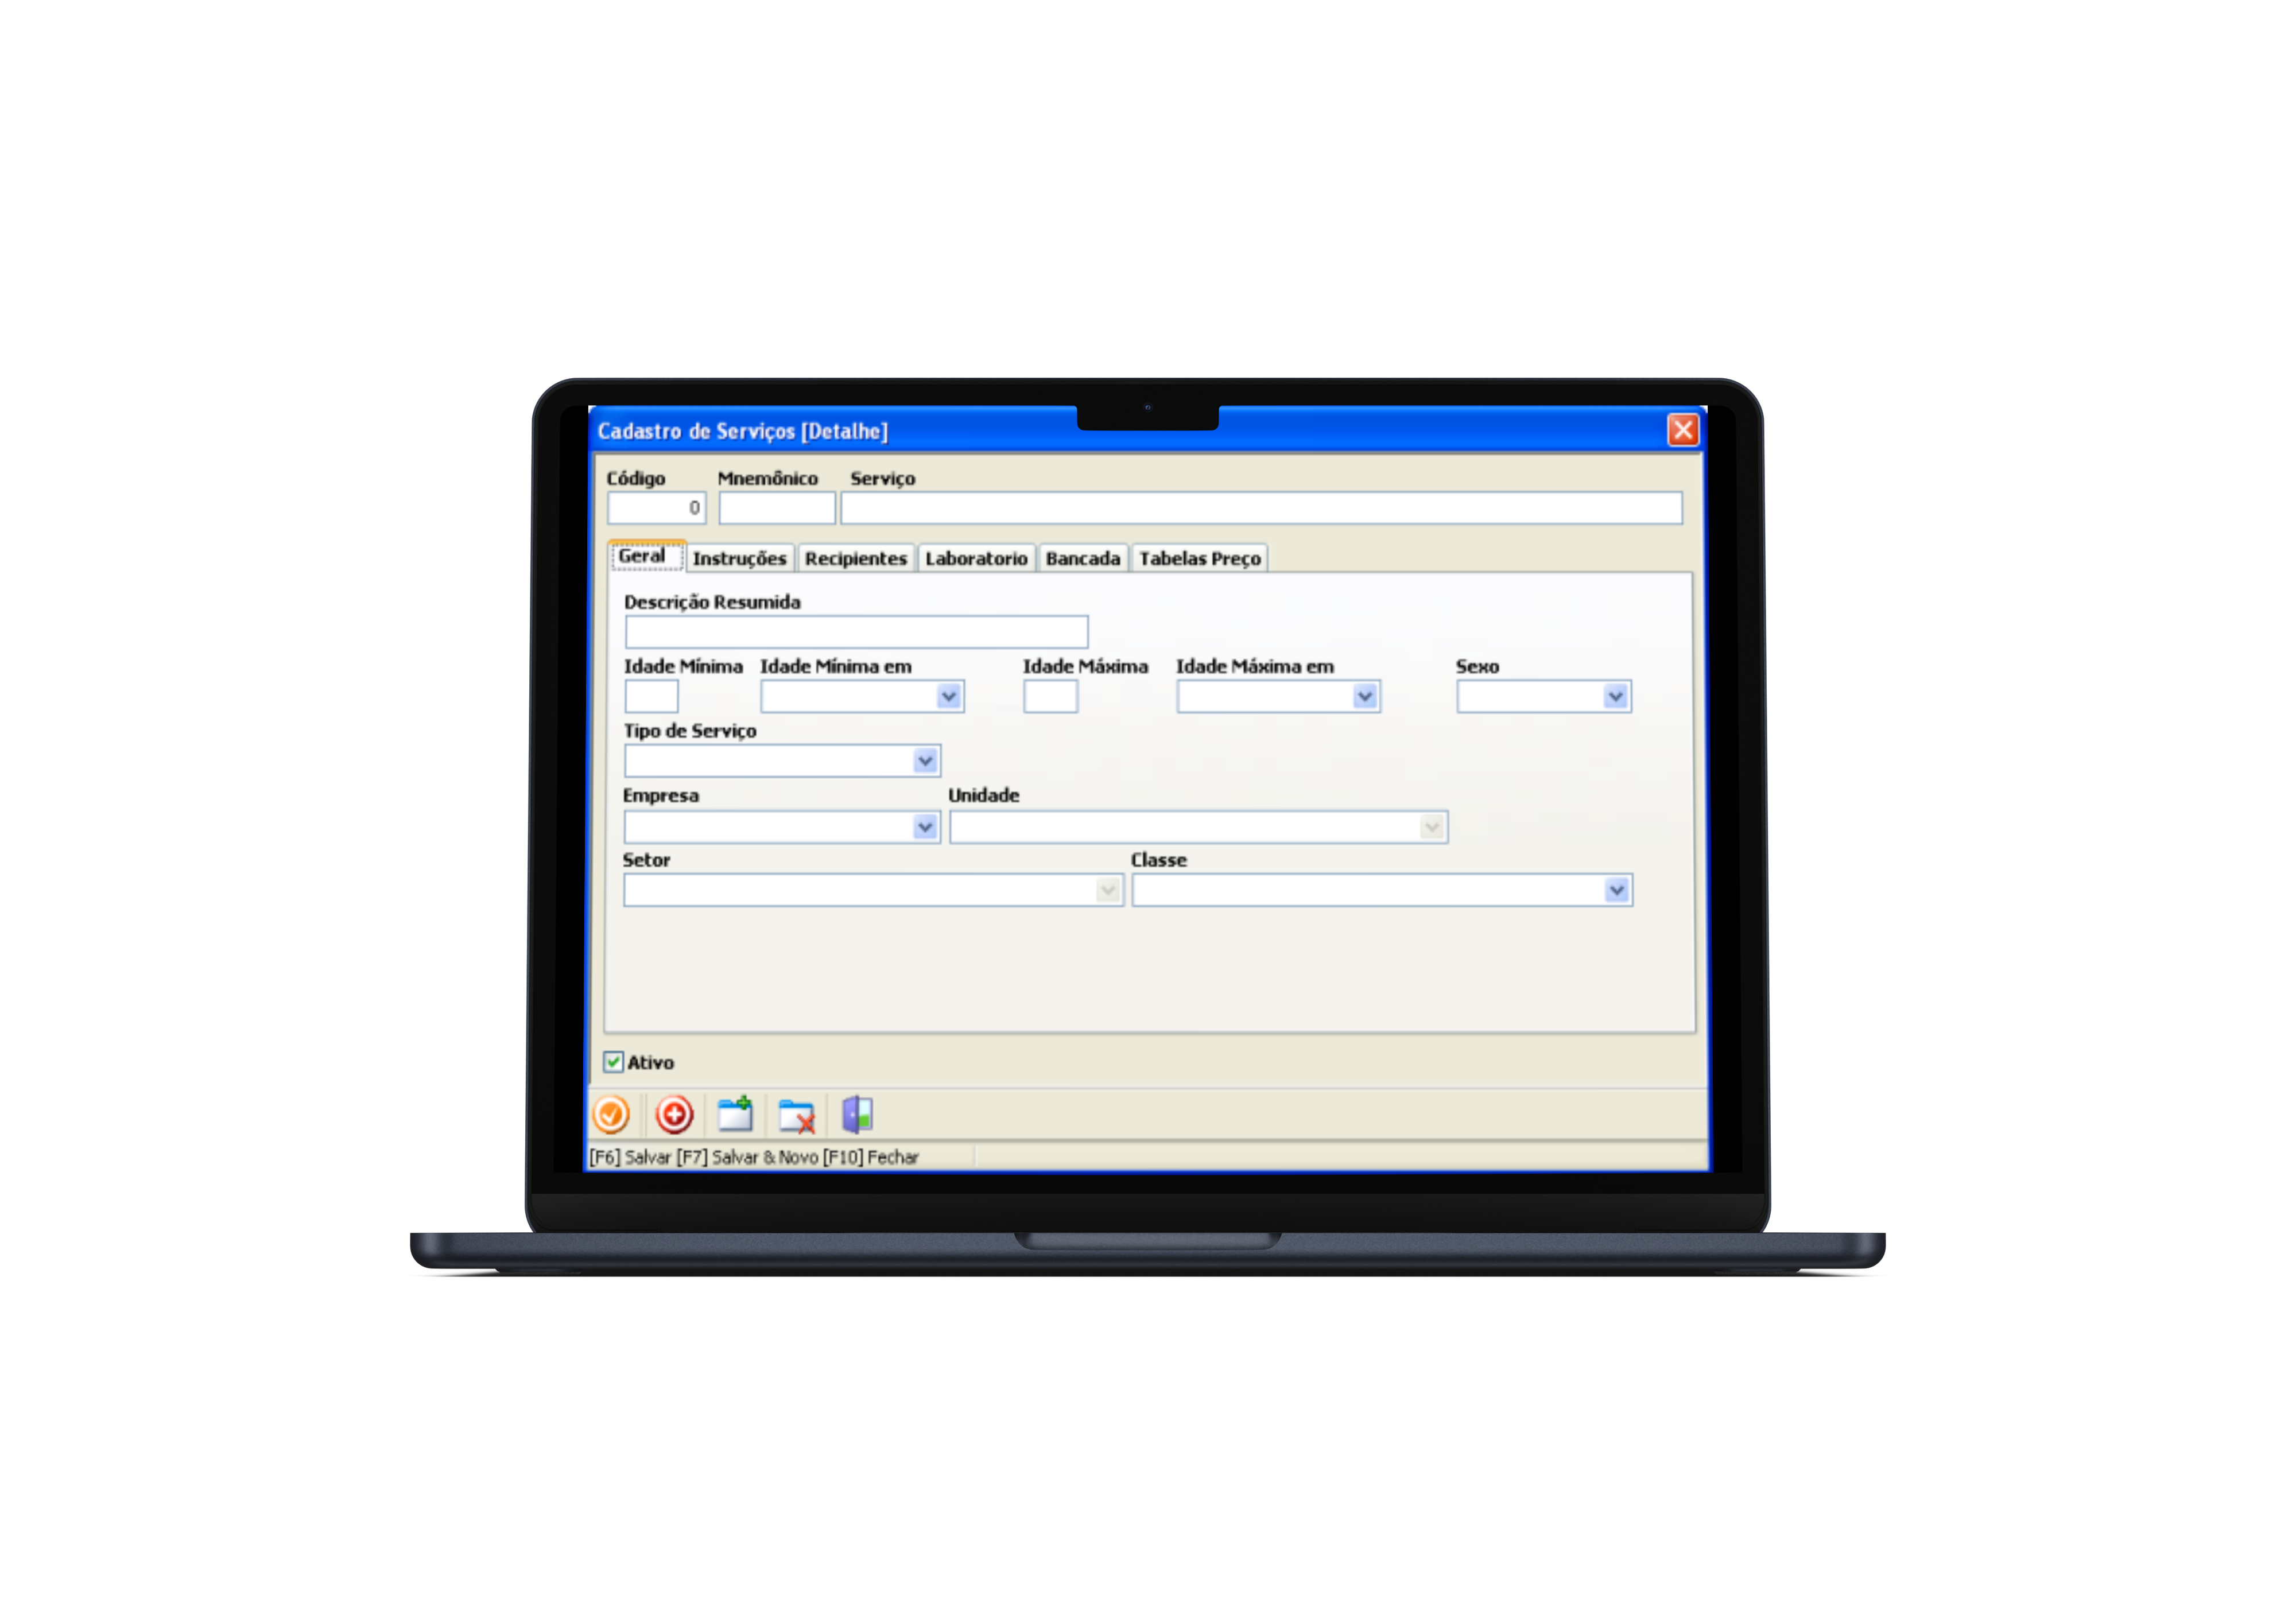 Cadastro de Serviços [Detalhe]
Código Mnemônico Serviço
0
Geral Instruções Recipientes Laboratorio Bancada Tabelas Preço
Descrição Resumida
Idade Mínima Idade Mínima em Idade Máxima Idade Máxima em Sexo
Tipo de Serviço
Empresa Unidade
Setor Classe
Ativo
[F6] Salvar [F7] Salvar & Novo [F10] Fechar